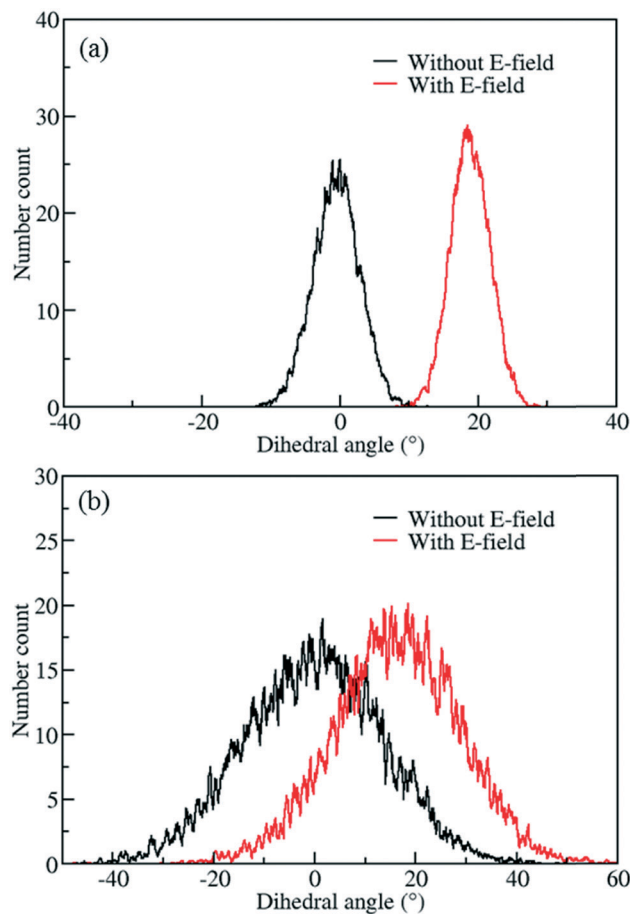 (a)
Without E-field
With E-field
Number count
40
30
20
10
0
-40
-20
0
20
40
Dihedral angle (°)
(b)
Without E-field
With E-field
Number count
30
25
20
15
10
5
0
-40
-20
0
20
40
60
Dihedral angle (°)